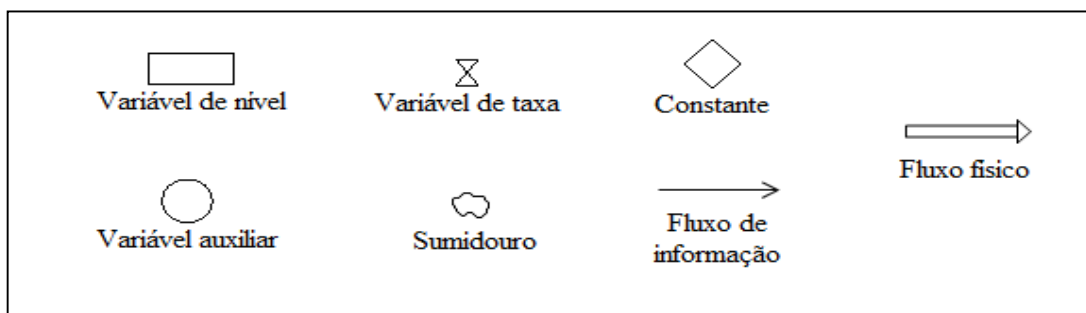 Variável de nível
Variável de taxa
Constante
Fluxo físico
Variável auxiliar
Sumidouro
Fluxo de
informação